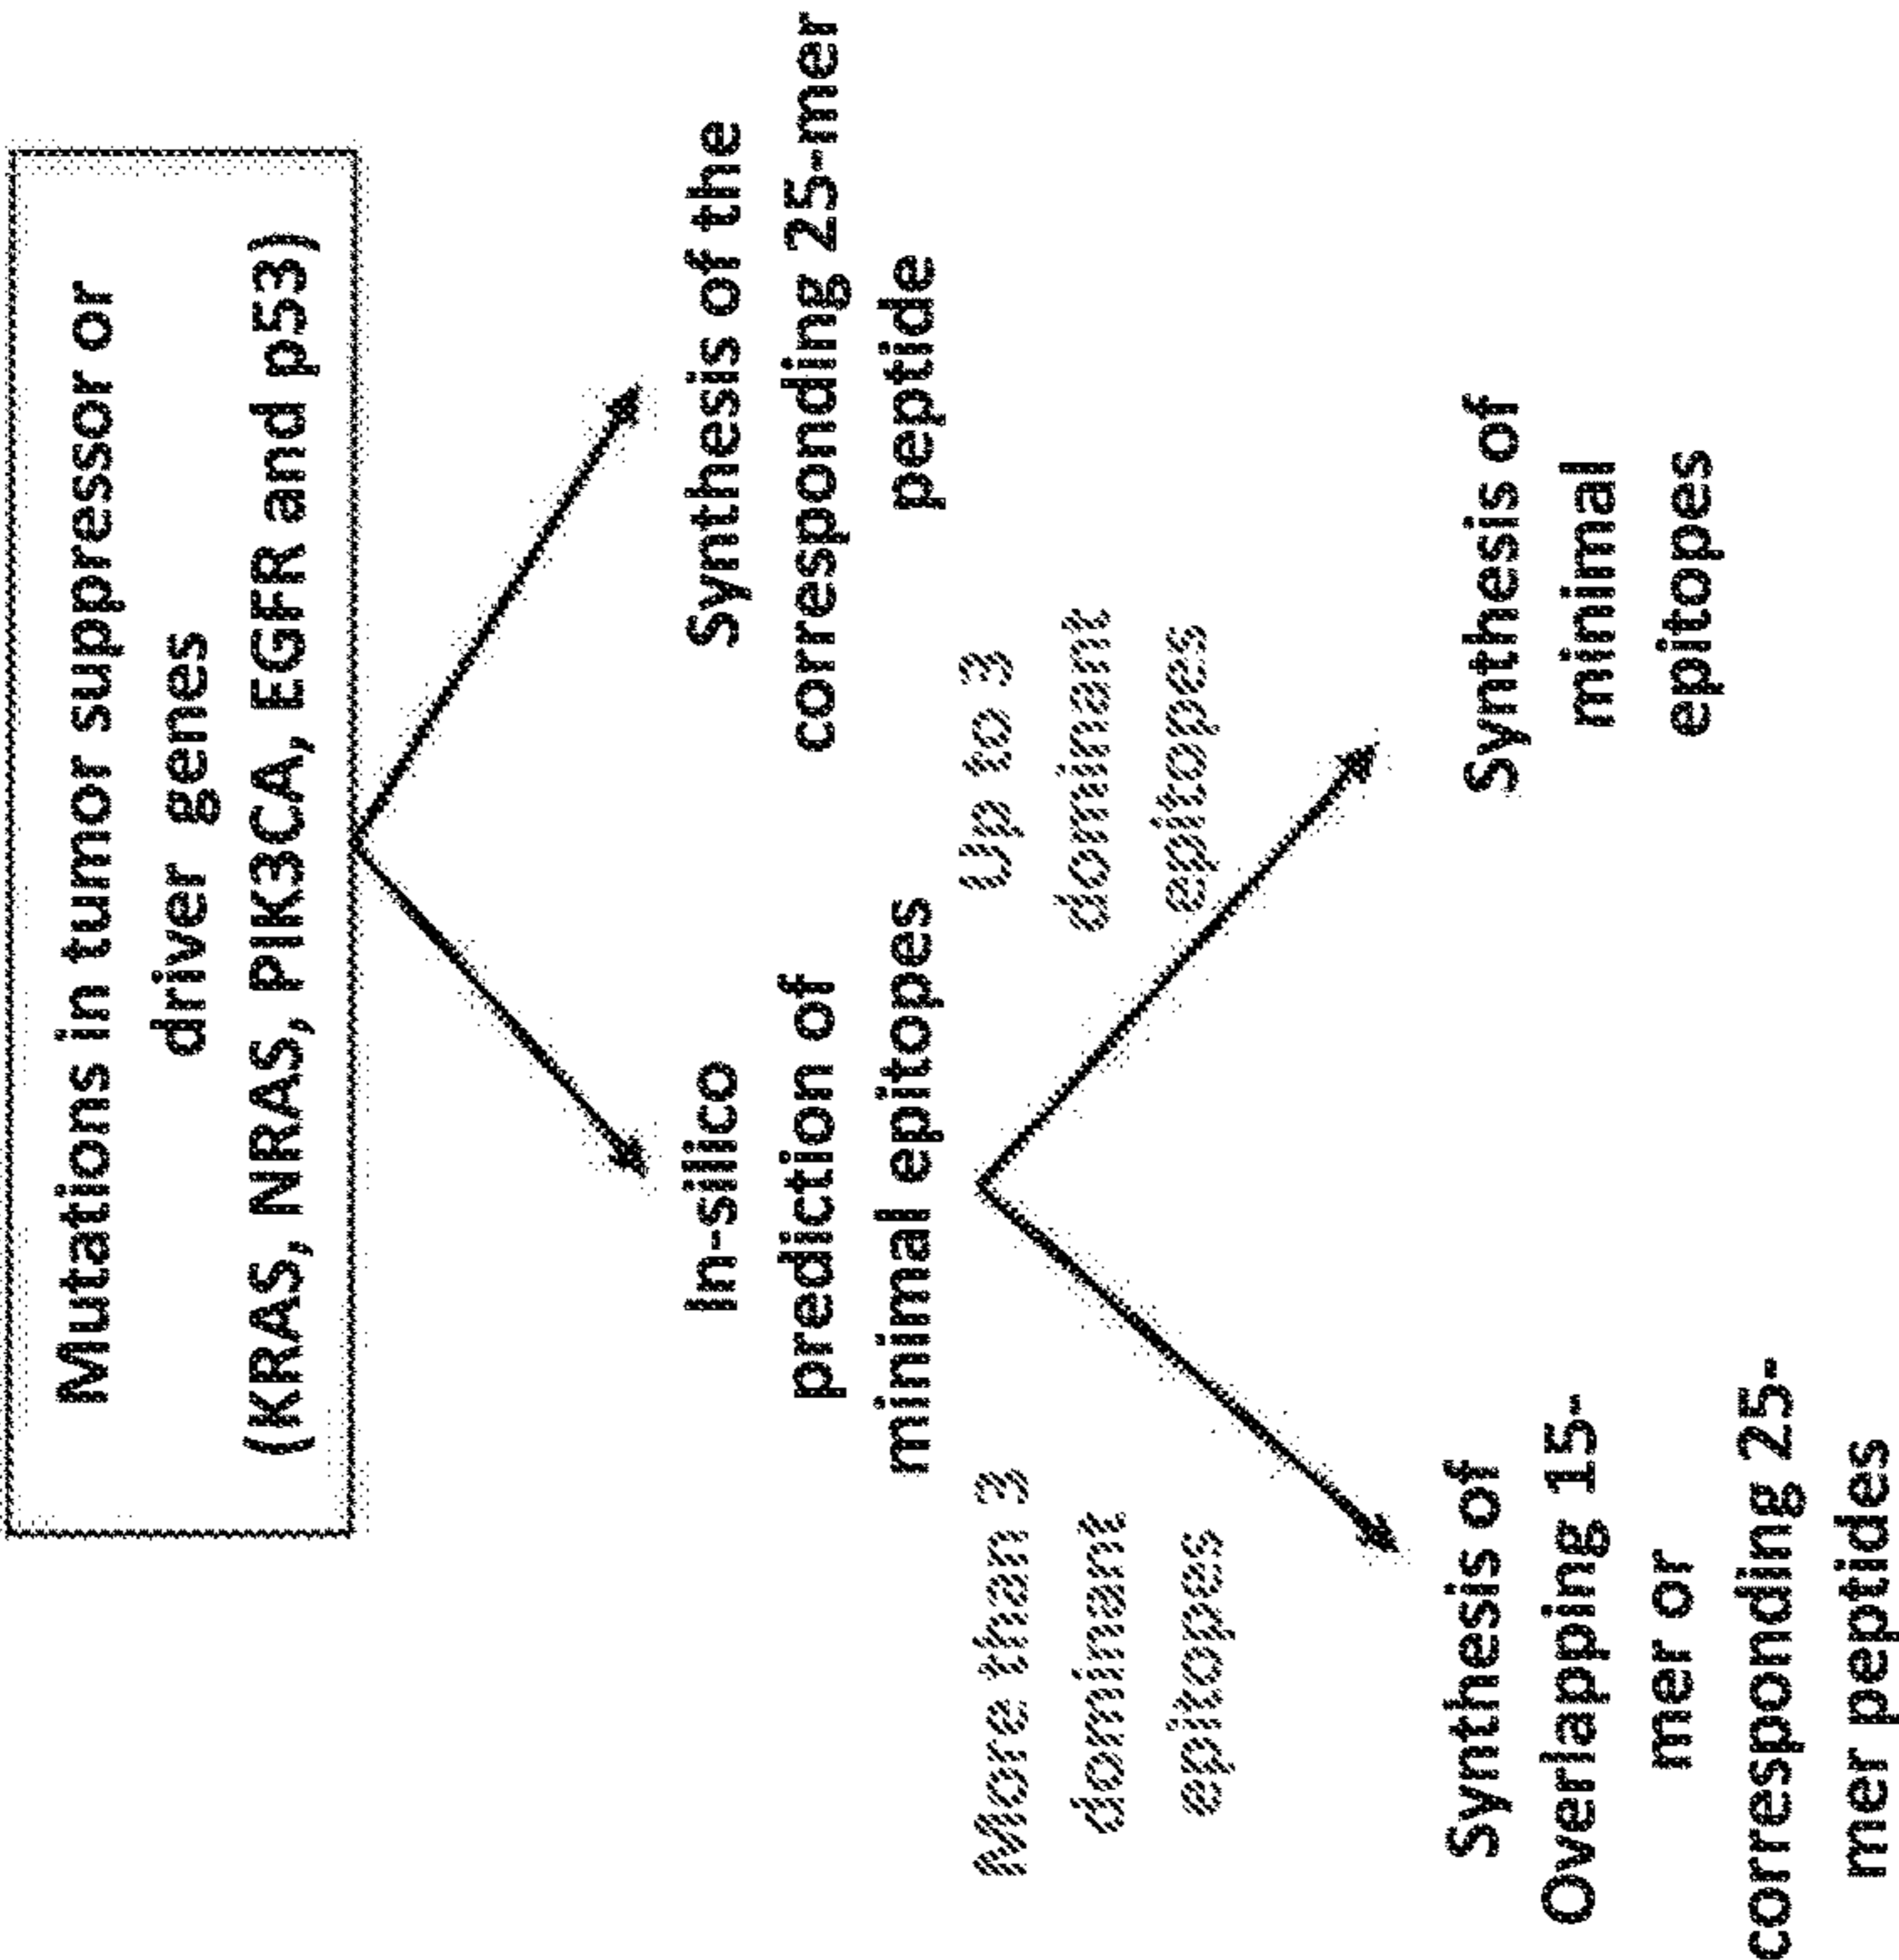 Mutations in tumor suppressor or
driver genes
(KRAS, NRAS, PIK3CA, EGFR and p53)
In-silico
prediction of
minimal epitopes
Synthesis of the
corresponding 25-mer
peptide
More than 3
dominant
epitopes
Up to 3
dominant
epitopes
Synthesis of
Overlapping 15-
mer or
corresponding 25-
mer peptides
Synthesis of
minimal
epitopes